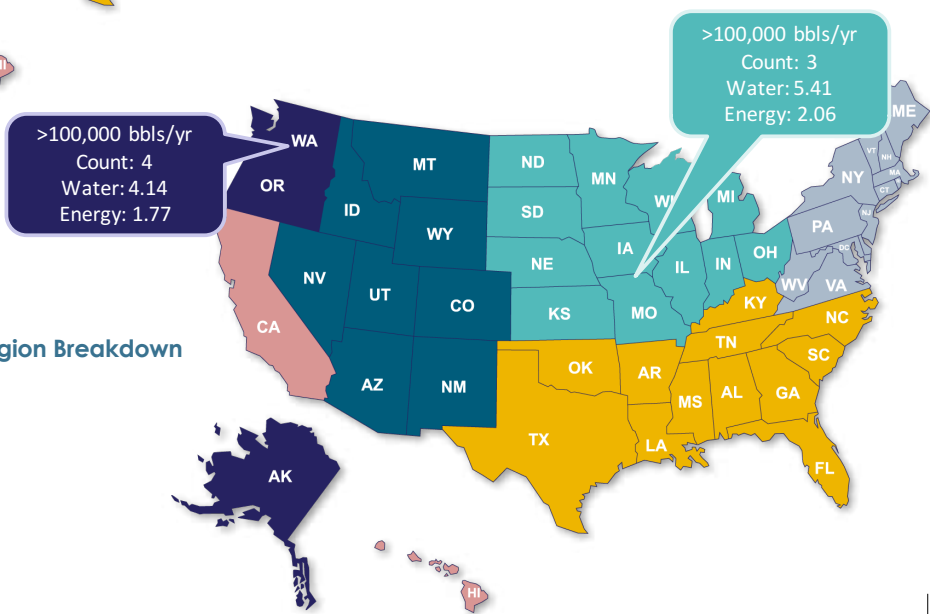 >100,000 bbls/yr
Count: 3
Water: 5.41
Energy: 2.06
>100,000 bbls/yr
Count: 4
Water: 4.14
Energy: 1.77
WA
OR
MT
ID
WY
NV
UT
CO
AZ
NM
CA
ND
SD
NE
KS
MN
IA
MO
WI
IL
MI
IN
OH
KY
TN
OK
AR
TX
LA
MS
AL
GA
FL
SC
NC
VA
WV
PA
NY
ME
VT
NH
MA
CT
NJ
DC
gion Breakdown
AK
HI